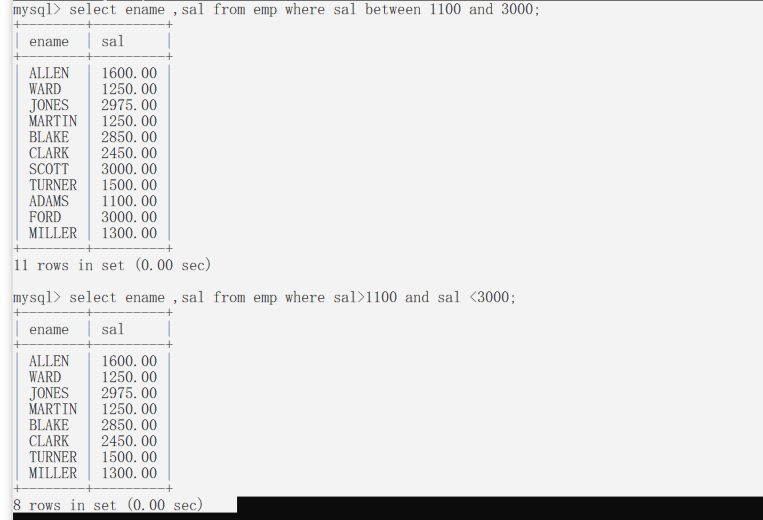 mysql> select ename ,sal from emp where sal between 1100 and 3000;
+--------+---------+
| ename  | sal     |
+--------+---------+
| ALLEN  | 1600.00 |
| WARD   | 1250.00 |
| JONES  | 2975.00 |
| MARTIN | 1250.00 |
| BLAKE  | 2850.00 |
| CLARK  | 2450.00 |
| SCOTT  | 3000.00 |
| TURNER | 1500.00 |
| ADAMS  | 1100.00 |
| FORD   | 3000.00 |
| MILLER | 1300.00 |
+--------+---------+
11 rows in set (0.00 sec)
mysql> select ename ,sal from emp where sal>1100 and sal <3000;
+--------+---------+
| ename  | sal     |
+--------+---------+
| ALLEN  | 1600.00 |
| WARD   | 1250.00 |
| JONES  | 2975.00 |
| MARTIN | 1250.00 |
| BLAKE  | 2850.00 |
| CLARK  | 2450.00 |
| TURNER | 1500.00 |
| MILLER | 1300.00 |
+--------+---------+
8 rows in set (0.00 sec)